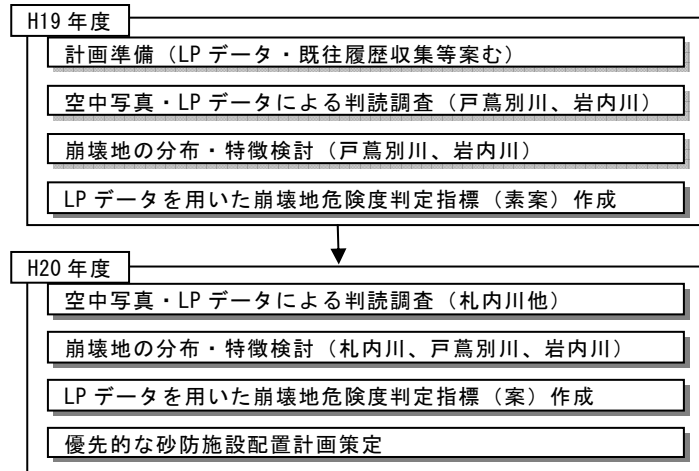 H19 年度
計画準備（LP データ・既往履歴収集等案む）
空中写真・LP データによる判読調査（戸蔦別川、岩内川）
崩壊地の分布・特徴検討（戸蔦別川、岩内川）
LP データを用いた崩壊地危険度判定指標（素案）作成
H20 年度
空中写真・LP データによる判読調査（札内川他）
崩壊地の分布・特徴検討（札内川、戸蔦別川、岩内川）
LP データを用いた崩壊地危険度判定指標（案）作成
優先的な砂防施設配置計画策定